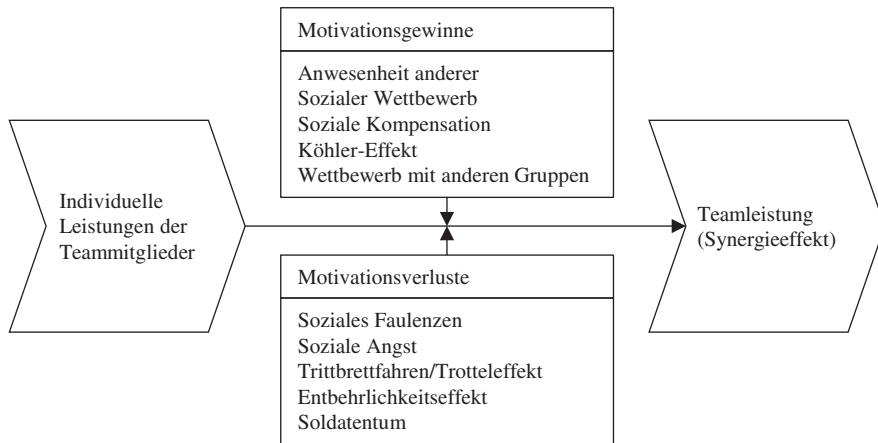 Motivationsgewinne
Anwesenheit anderer
Sozialer Wettbewerb
Soziale Kompensation
Köhler-Effekt
Wettbewerb mit anderen Gruppen
Individuelle
Leistungen der
Teammitglieder
Teamleistung
(Synergieeffekt)
Motivationsverluste
Soziales Faulenzen
Soziale Angst
Trittbrettfahren/Trotteleffekt
Entbehrlichkeitseffekt
Soldatentum